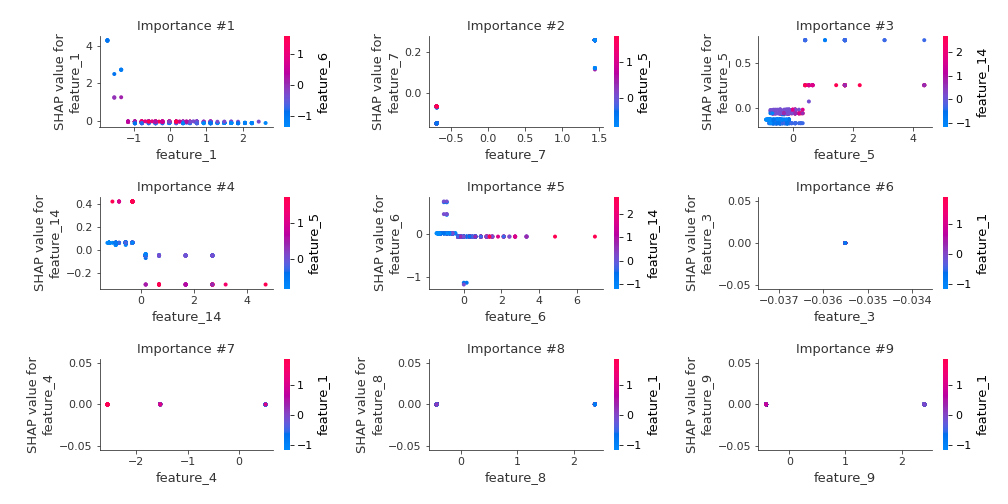 Importance #1
Importance #2
Importance #3
SHAP value for
feature_1
4
2
0
−1
0
1
2
feature_1
1
0
−1
feature_6
SHAP value for
feature_7
0.2
0.0
−0.5
0.0
0.5
1.0
1.5
feature_7
1
0
feature_5
SHAP value for
feature_5
0.5
0.0
0
2
4
feature_5
2
1
0
−1
feature_14
Importance #4
Importance #5
Importance #6
SHAP value for
feature_14
0.4
0.2
0.0
−0.2
0
2
4
feature_14
1
0
feature_5
SHAP value for
feature_6
0
−1
0
2
4
6
feature_6
2
1
0
−1
feature_14
SHAP value for
feature_3
0.05
0.00
−0.05
−0.037
−0.036
−0.035
−0.034
feature_3
1
0
−1
feature_1
Importance #7
Importance #8
Importance #9
SHAP value for
feature_4
0.05
0.00
−0.05
−2
−1
0
feature_4
1
0
−1
feature_1
SHAP value for
feature_8
0.05
0.00
−0.05
0
1
2
feature_8
1
0
−1
feature_1
SHAP value for
feature_9
0.05
0.00
−0.05
0
1
2
feature_9
1
0
−1
feature_1